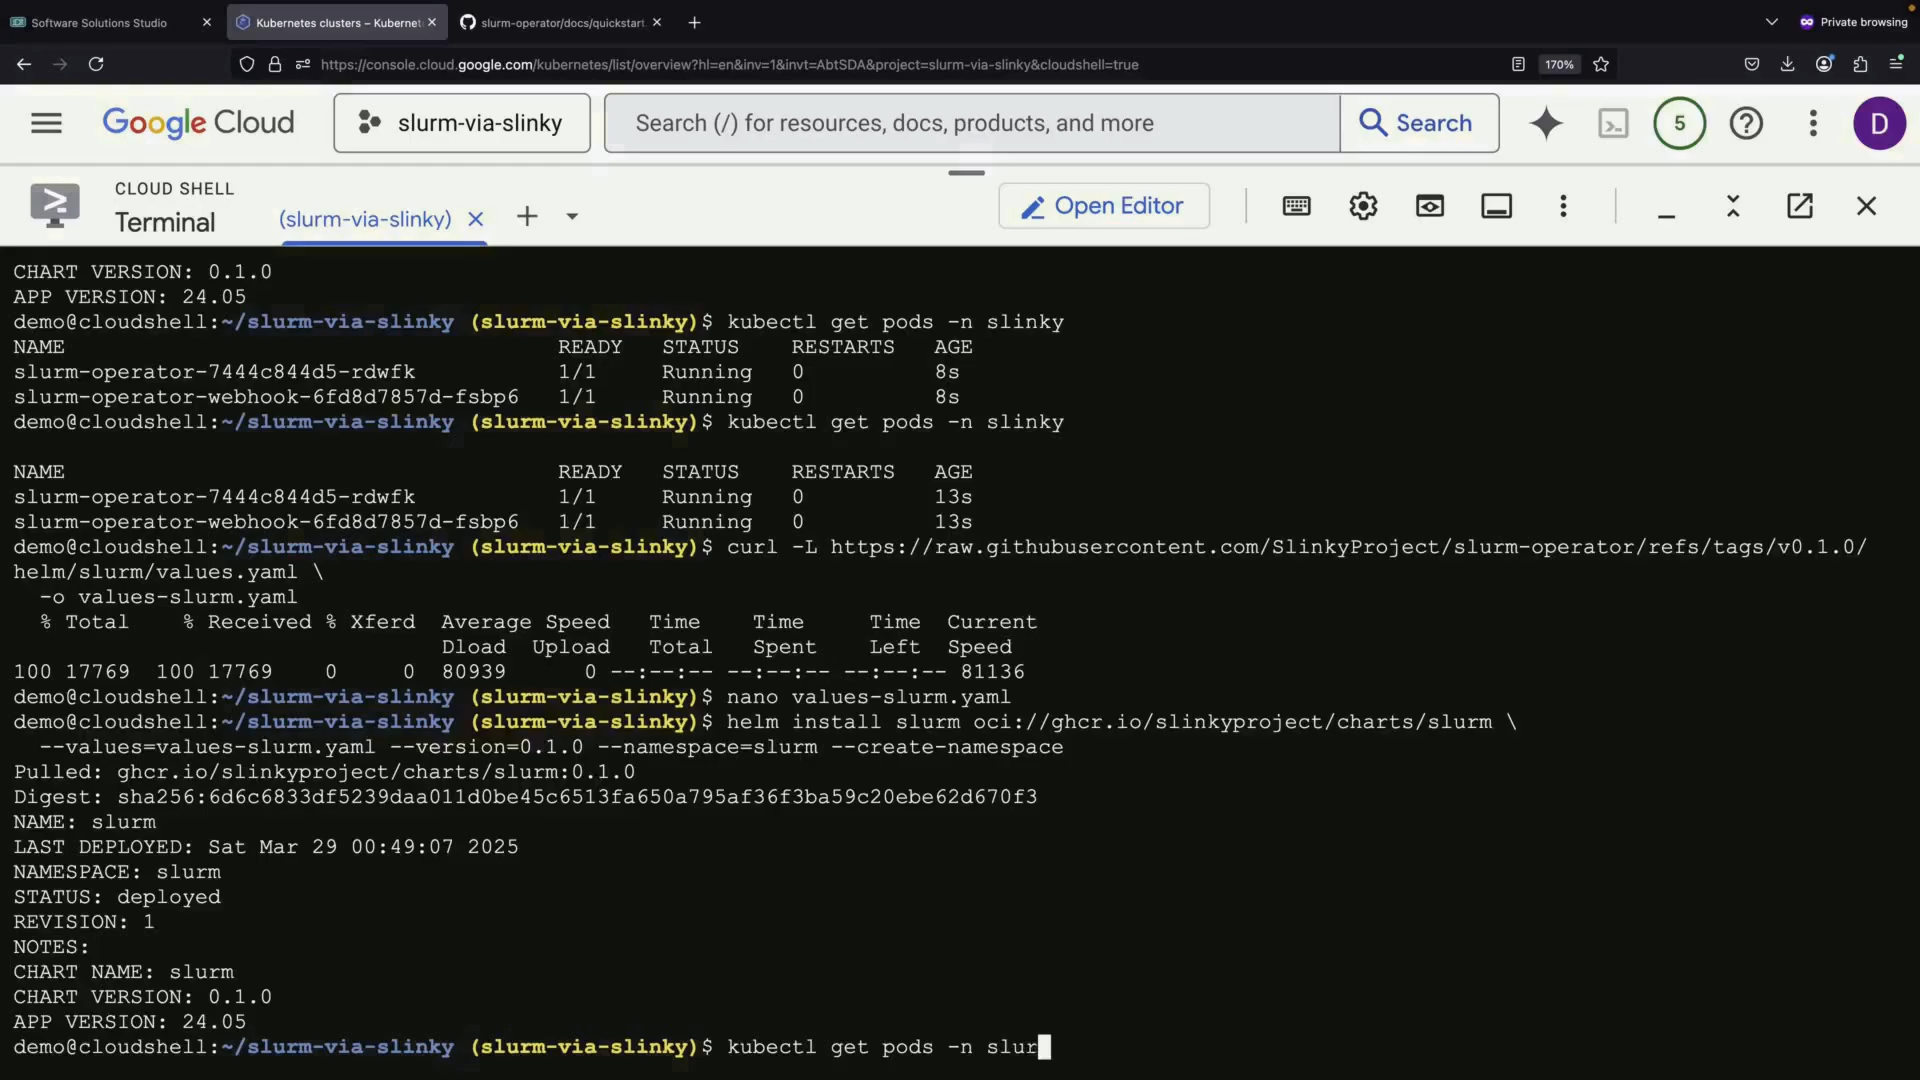 Software Solutions Studio
Kubernetes clusters – Kubernet
slurm-operator/docs/quickstart
Private browsing
https://console.cloud.google.com/kubernetes/list/overview?hl=en&inv=1&invt=AbtSDA&project=slurm-via-slinky&cloudshell=true
170%
Google Cloud
slurm-via-slinky
Search (/) for resources, docs, products, and more
Search
5
D
CLOUD SHELL
Terminal
(slurm-via-slinky)
Open Editor
CHART VERSION: 0.1.0
APP VERSION: 24.05
demo@cloudshell:~/slurm-via-slinky (slurm-via-slinky)$ kubectl get pods -n slinky
NAME READY STATUS RESTARTS AGE
slurm-operator-7444c844d5-rdwfk 1/1 Running 0 8s
slurm-operator-webhook-6fd8d7857d-fsbp6 1/1 Running 0 8s
demo@cloudshell:~/slurm-via-slinky (slurm-via-slinky)$ kubectl get pods -n slinky
NAME READY STATUS RESTARTS AGE
slurm-operator-7444c844d5-rdwfk 1/1 Running 0 13s
slurm-operator-webhook-6fd8d7857d-fsbp6 1/1 Running 0 13s
demo@cloudshell:~/slurm-via-slinky (slurm-via-slinky)$ curl -L https://raw.githubusercontent.com/SlinkyProject/slurm-operator/refs/tags/v0.1.0/
helm/slurm/values.yaml \
-o values-slurm.yaml
% Total % Received % Xferd Average Speed Time Time Time Current
Dload Upload Total Spent Left Speed
100 17769 100 17769 0 0 80939 0 --:--:-- --:--:-- --:--:-- 81136
demo@cloudshell:~/slurm-via-slinky (slurm-via-slinky)$ nano values-slurm.yaml
demo@cloudshell:~/slurm-via-slinky (slurm-via-slinky)$ helm install slurm oci://ghcr.io/slinkyproject/charts/slurm \
--values=values-slurm.yaml --version=0.1.0 --namespace=slurm --create-namespace
Pulled: ghcr.io/slinkyproject/charts/slurm:0.1.0
Digest: sha256:6d6c6833df5239daa011d0be45c6513fa650a795af36f3ba59c20ebe62d670f3
NAME: slurm
LAST DEPLOYED: Sat Mar 29 00:49:07 2025
NAMESPACE: slurm
STATUS: deployed
REVISION: 1
NOTES:
CHART NAME: slurm
CHART VERSION: 0.1.0
APP VERSION: 24.05
demo@cloudshell:~/slurm-via-slinky (slurm-via-slinky)$ kubectl get pods -n slur